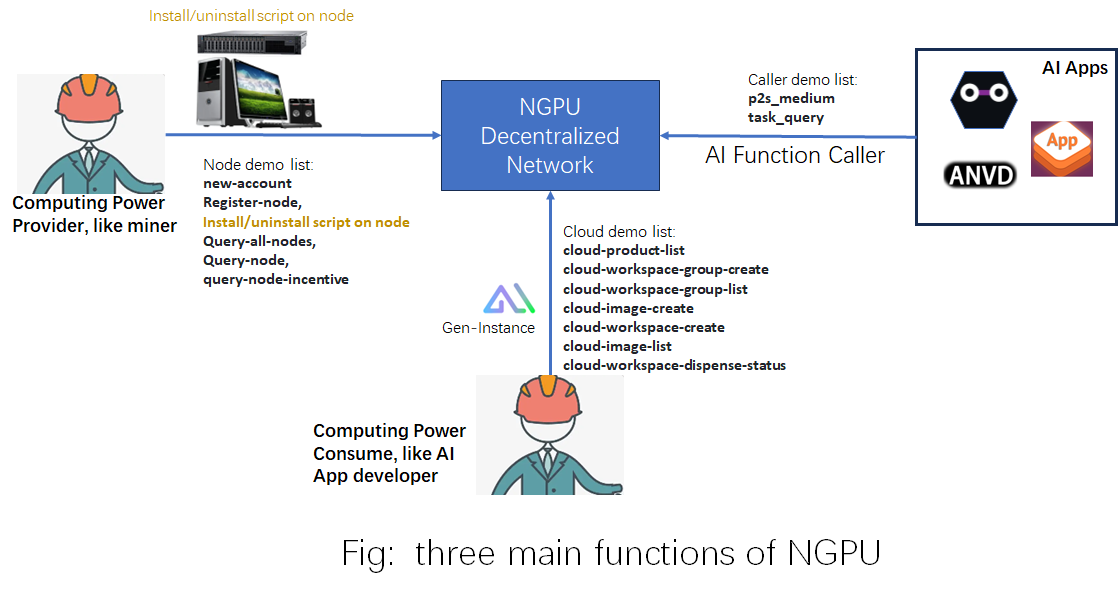 Install/uninstall script on node
Computing Power
Provider, like miner
Node demo list:
new-account
Register-node,
Install/uninstall script on node
Query-all-nodes,
Query-node,
query-node-incentive
NGPU
Decentralized
Network
Caller demo list:
p2s_medium
task_query
AI Function Caller
AI Apps
App
ANVD
Cloud demo list:
cloud-product-list
cloud-workspace-group-create
cloud-workspace-group-list
cloud-image-create
cloud-workspace-create
cloud-image-list
cloud-workspace-dispense-status
Gen-Instance
Computing Power
Consume, like AI
App developer
Fig: three main functions of NGPU